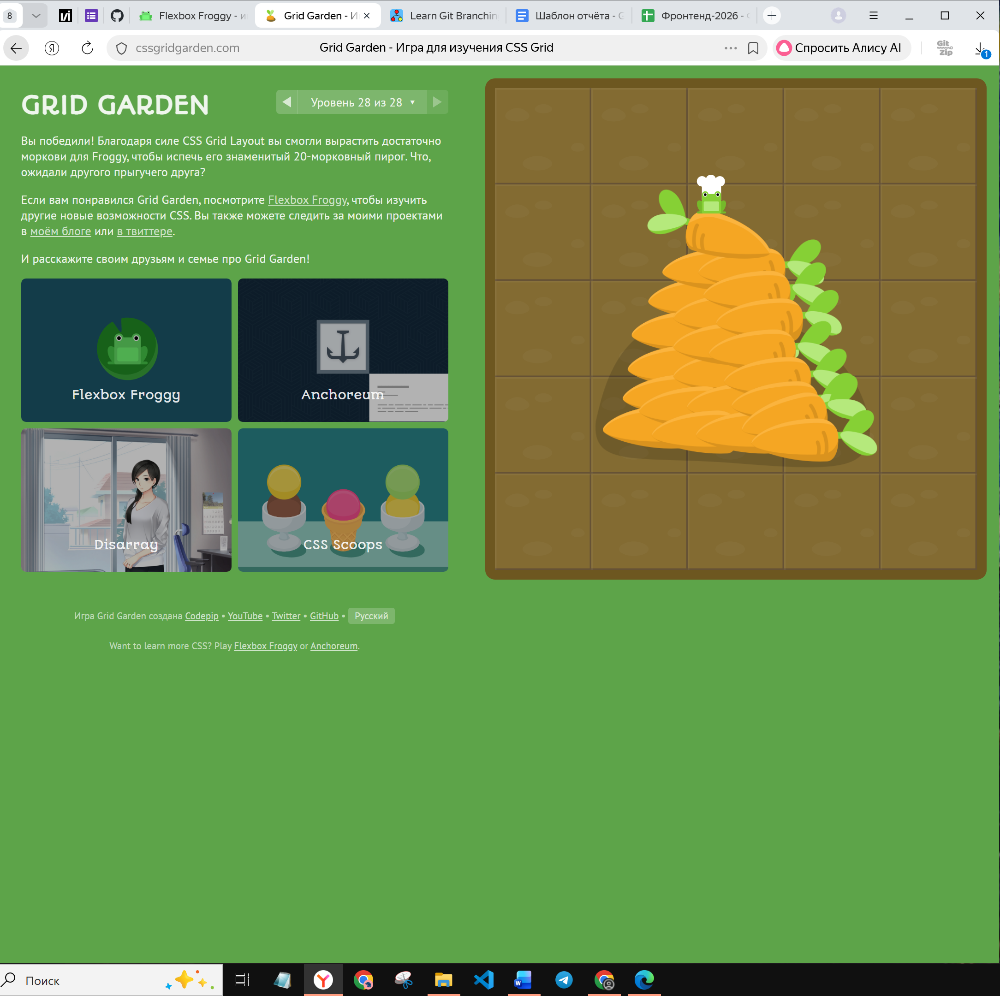 8
Flexbox Froggy - и
Grid Garden - И
Learn Git Branchin
Шаблон отчёта - G
Фронтенд-2026 -
cssgridgarden.com
Grid Garden - Игра для изучения CSS Grid
Спросить Алису AI
Git Zip
1
GRID GARDEN
Уровень 28 из 28
Вы победили! Благодаря силе CSS Grid Layout вы смогли вырастить достаточно
моркови для Froggy, чтобы испечь его знаменитый 20-морковный пирог. Что,
ожидали другого прыгучего друга?
Если вам понравился Grid Garden, посмотрите Flexbox Froggy, чтобы изучить
другие новые возможности CSS. Вы также можете следить за моими проектами
в моём блоге или в твиттере.
И расскажите своим друзьям и семье про Grid Garden!
Flexbox Froggy
Anchoreum
Disarray
CSS Scoops
Игра Grid Garden создана Codepip • YouTube • Twitter • GitHub • Русский
Want to learn more CSS? Play Flexbox Froggy or Anchoreum.
Поиск